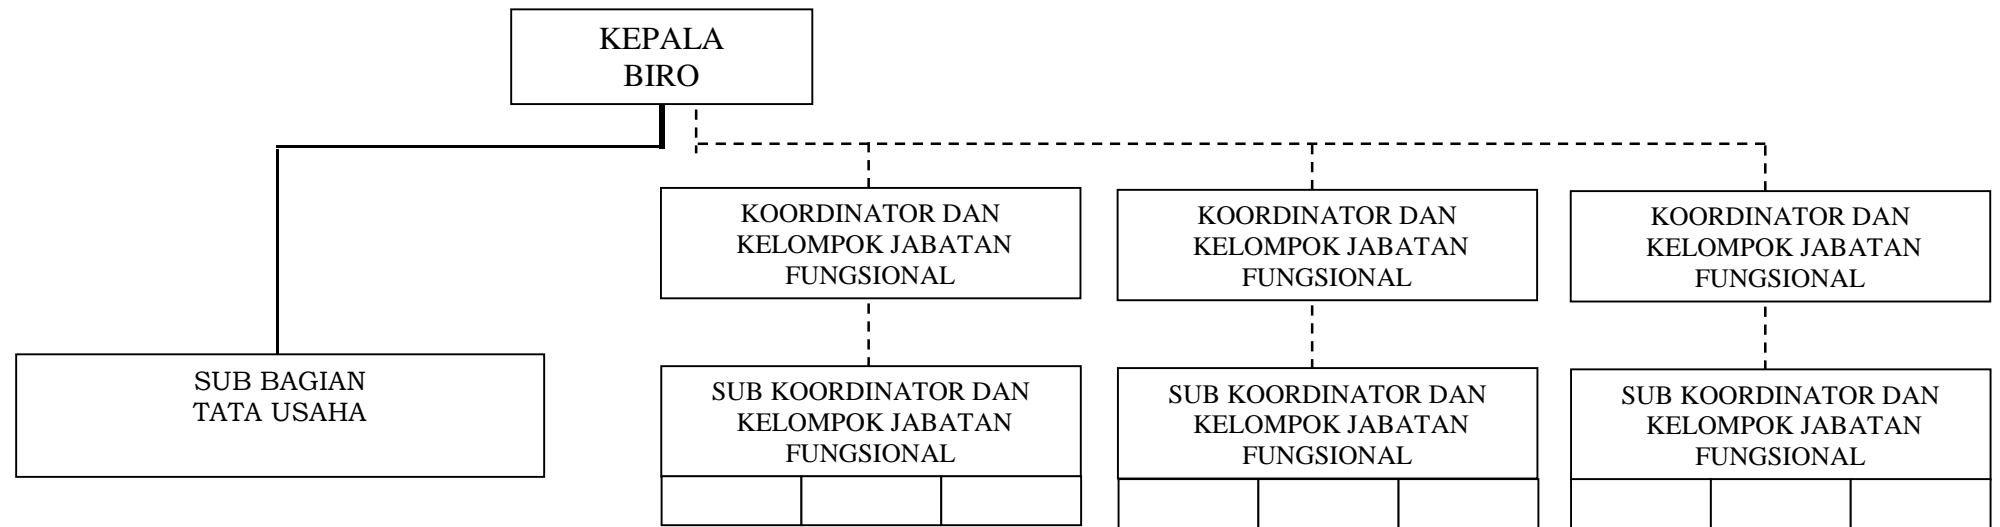 KEPALA
BIRO
KOORDINATOR DAN
KELOMPOK JABATAN
FUNGSIONAL
KOORDINATOR DAN
KELOMPOK JABATAN
FUNGSIONAL
KOORDINATOR DAN
KELOMPOK JABATAN
FUNGSIONAL
SUB BAGIAN
TATA USAHA
SUB KOORDINATOR DAN
KELOMPOK JABATAN
FUNGSIONAL
SUB KOORDINATOR DAN
KELOMPOK JABATAN
FUNGSIONAL
SUB KOORDINATOR DAN
KELOMPOK JABATAN
FUNGSIONAL